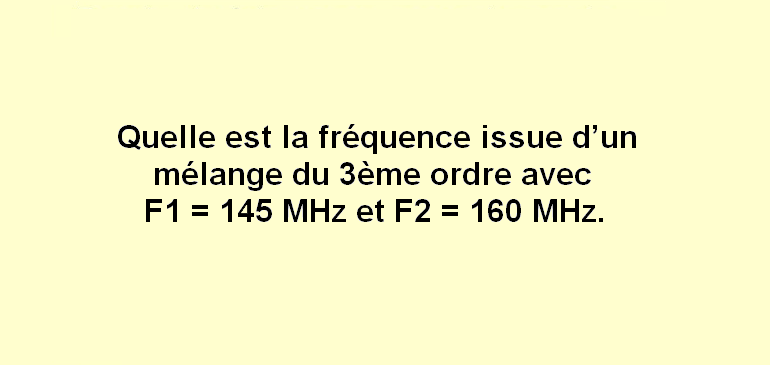 Quelle est la fréquence issue d’un
mélange du 3ème ordre avec
F1 = 145 MHz et F2 = 160 MHz.